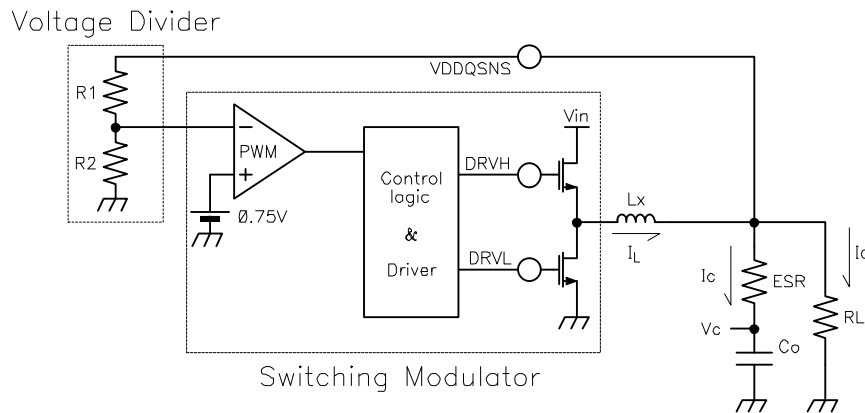 Voltage Divider
VDDQSNS
R1
R2
PWM
0.75V
Control
logic
&
Driver
DRVH
DRVL
Vin
Lx
IL
Ic
ESR
Vc
Co
RL
Switching Modulator